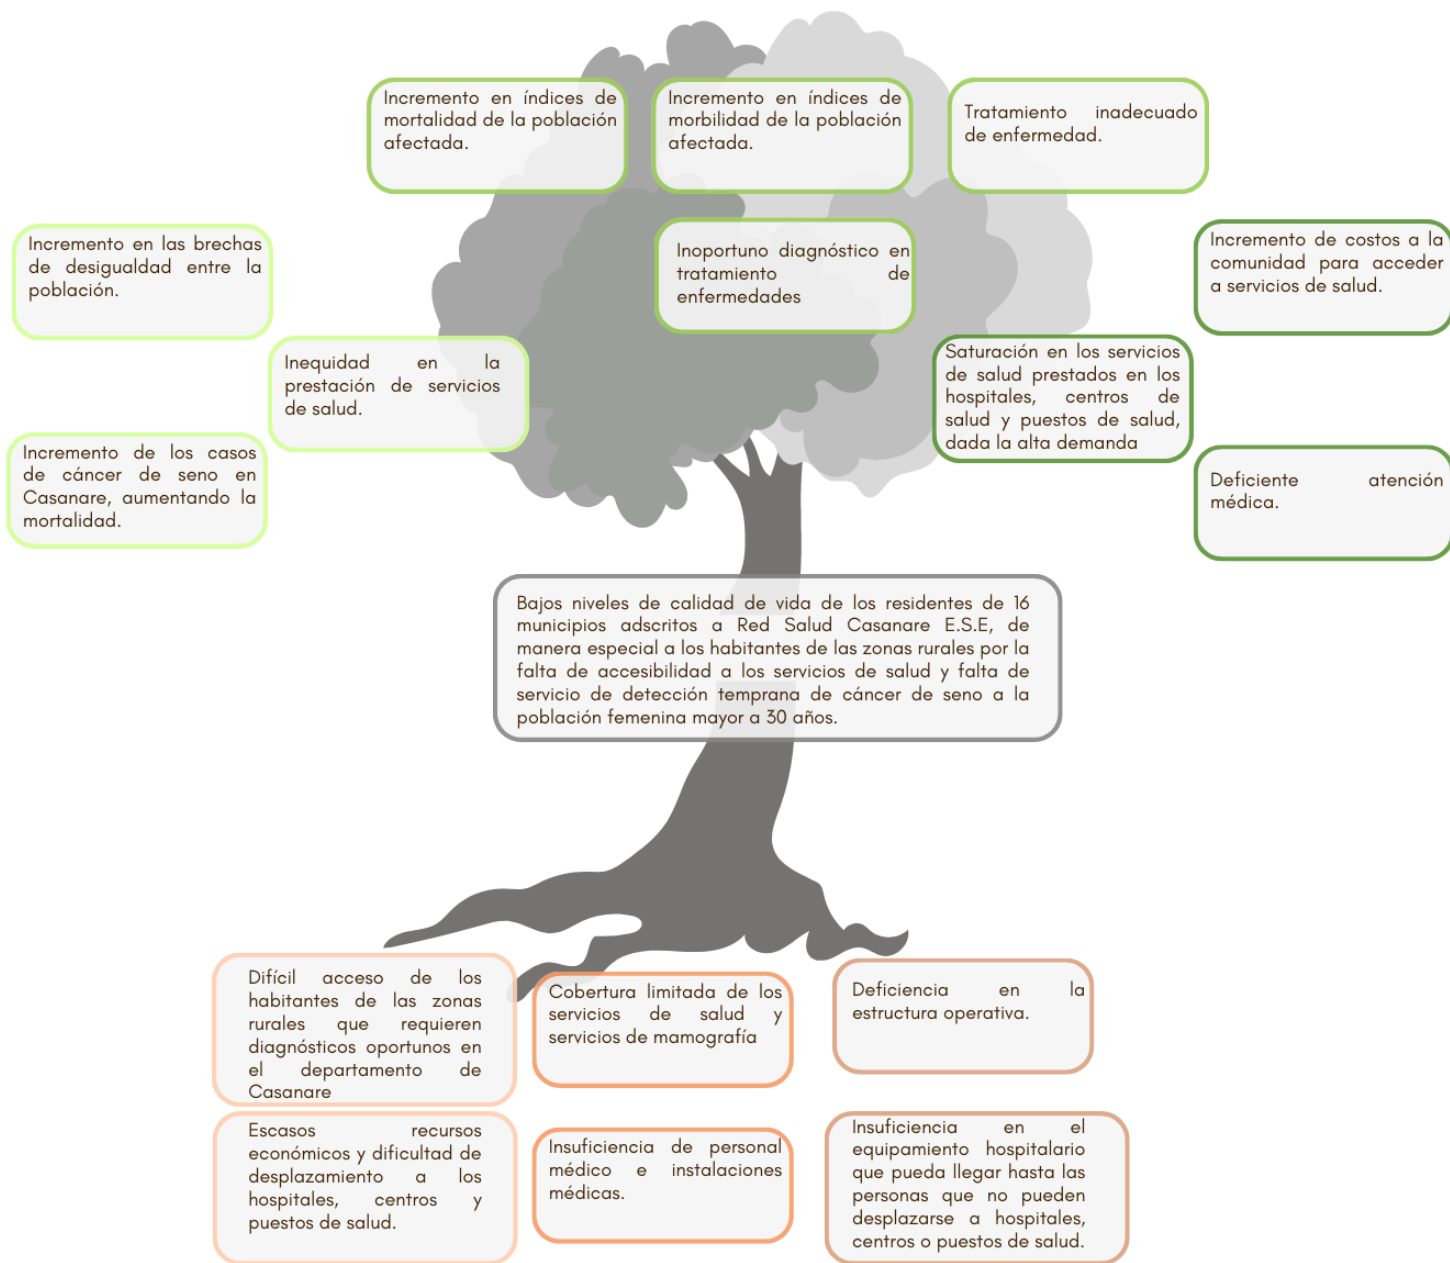 Incremento en índices de
mortalidad de la población
afectada.
Incremento en índices de
morbilidad de la población
afectada.
Tratamiento inadecuado
de enfermedad.
Incremento en las brechas
de desigualdad entre la
población.
Inoportuno diagnóstico en
tratamiento de
enfermedades
Incremento de costos a la
comunidad para acceder
a servicios de salud.
Inequidad en la
prestación de servicios
de salud.
Saturación en los servicios
de salud prestados en los
hospitales, centros de
salud y puestos de salud,
dada la alta demanda
Incremento de los casos
de cáncer de seno en
Casanare, aumentando la
mortalidad.
Deficiente atención
médica.
Bajos niveles de calidad de vida de los residentes de 16
municipios adscritos a Red Salud Casanare E.S.E, de
manera especial a los habitantes de las zonas rurales por la
falta de accesibilidad a los servicios de salud y falta de
servicio de detección temprana de cáncer de seno a la
población femenina mayor a 30 años.
Difícil acceso de los
habitantes de las zonas
rurales que requieren
diagnósticos oportunos en
el departamento de
Casanare
Cobertura limitada de los
servicios de salud y
servicios de mamografía
Deficiencia en la
estructura operativa.
Escasos recursos
económicos y dificultad de
desplazamiento a los
hospitales, centros y
puestos de salud.
Insuficiencia de personal
médico e instalaciones
médicas.
Insuficiencia en el
equipamiento hospitalario
que pueda llegar hasta las
personas que no pueden
desplazarse a hospitales,
centros o puestos de salud.